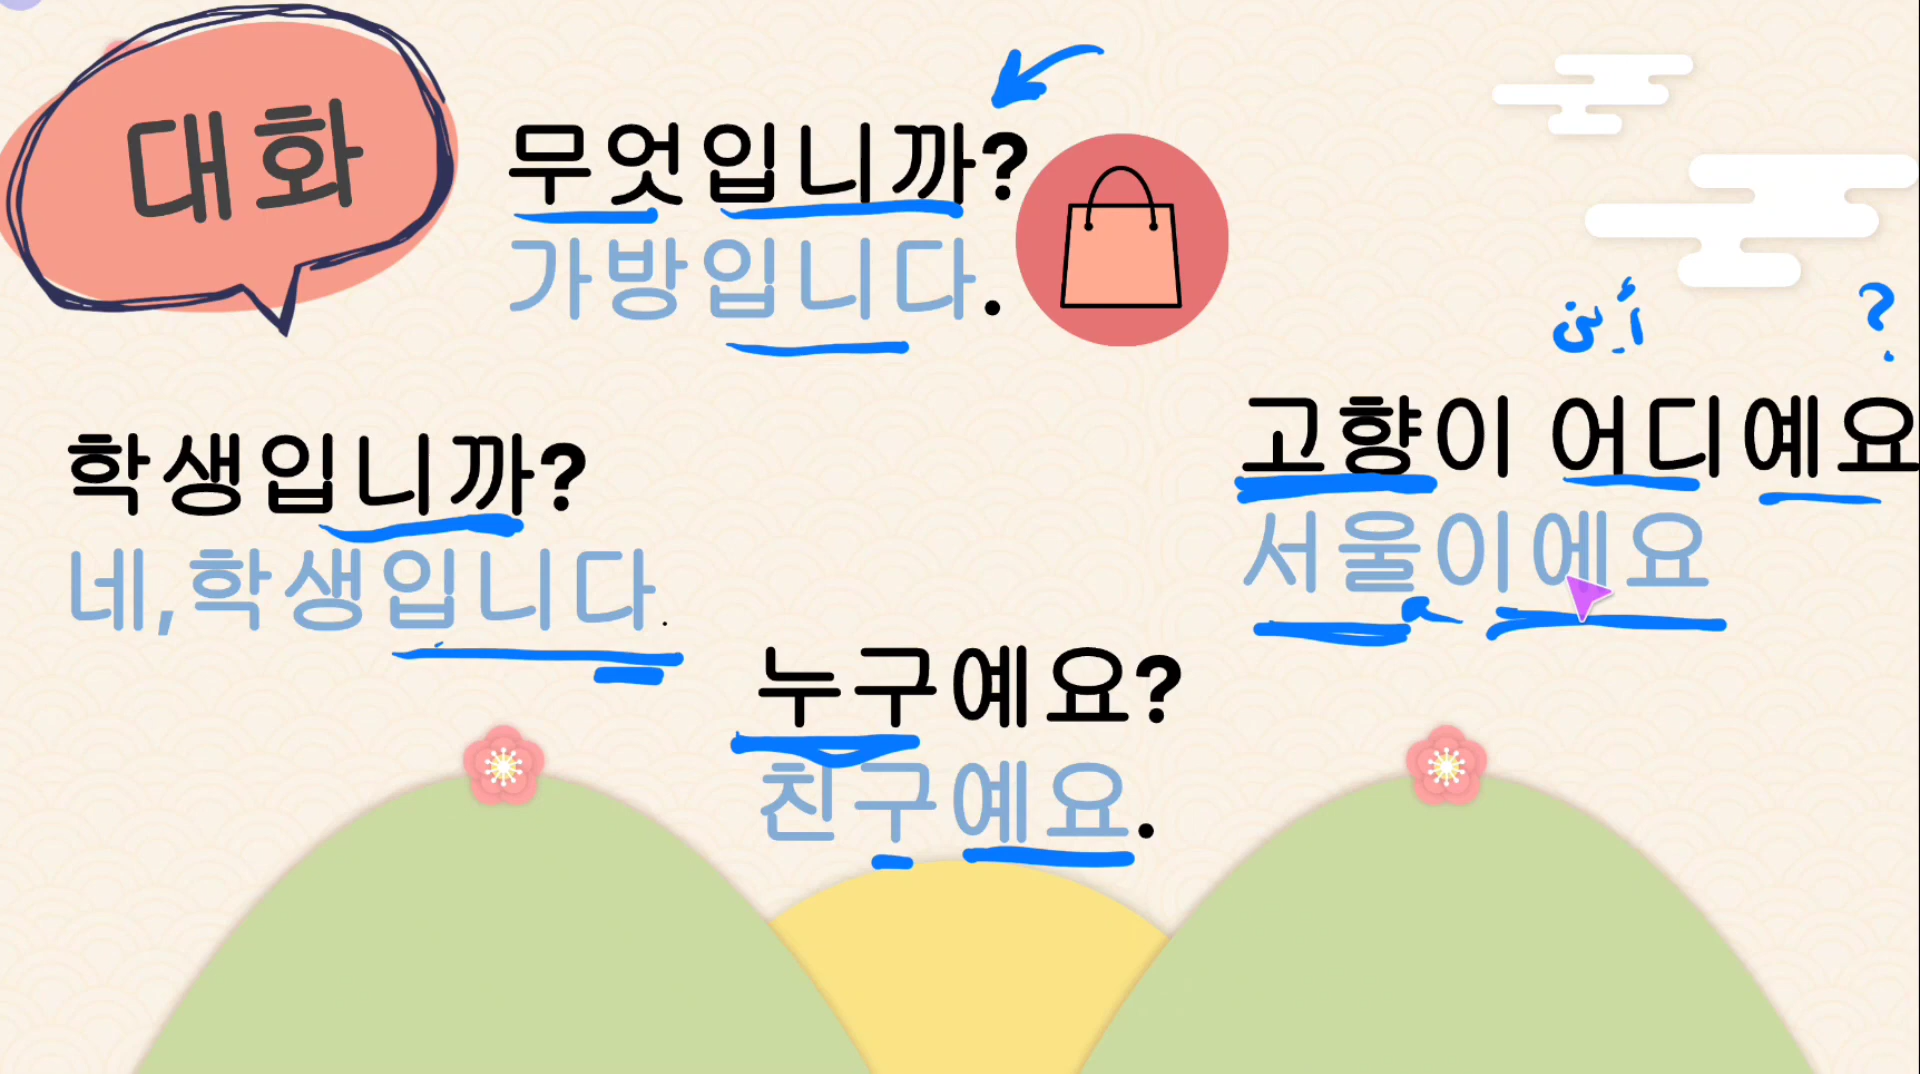 대화
무엇입니까?
가방입니다.
أين ?
고향이 어디예요
서울이에요
학생입니까?
네,학생입니다.
누구예요?
친구예요.